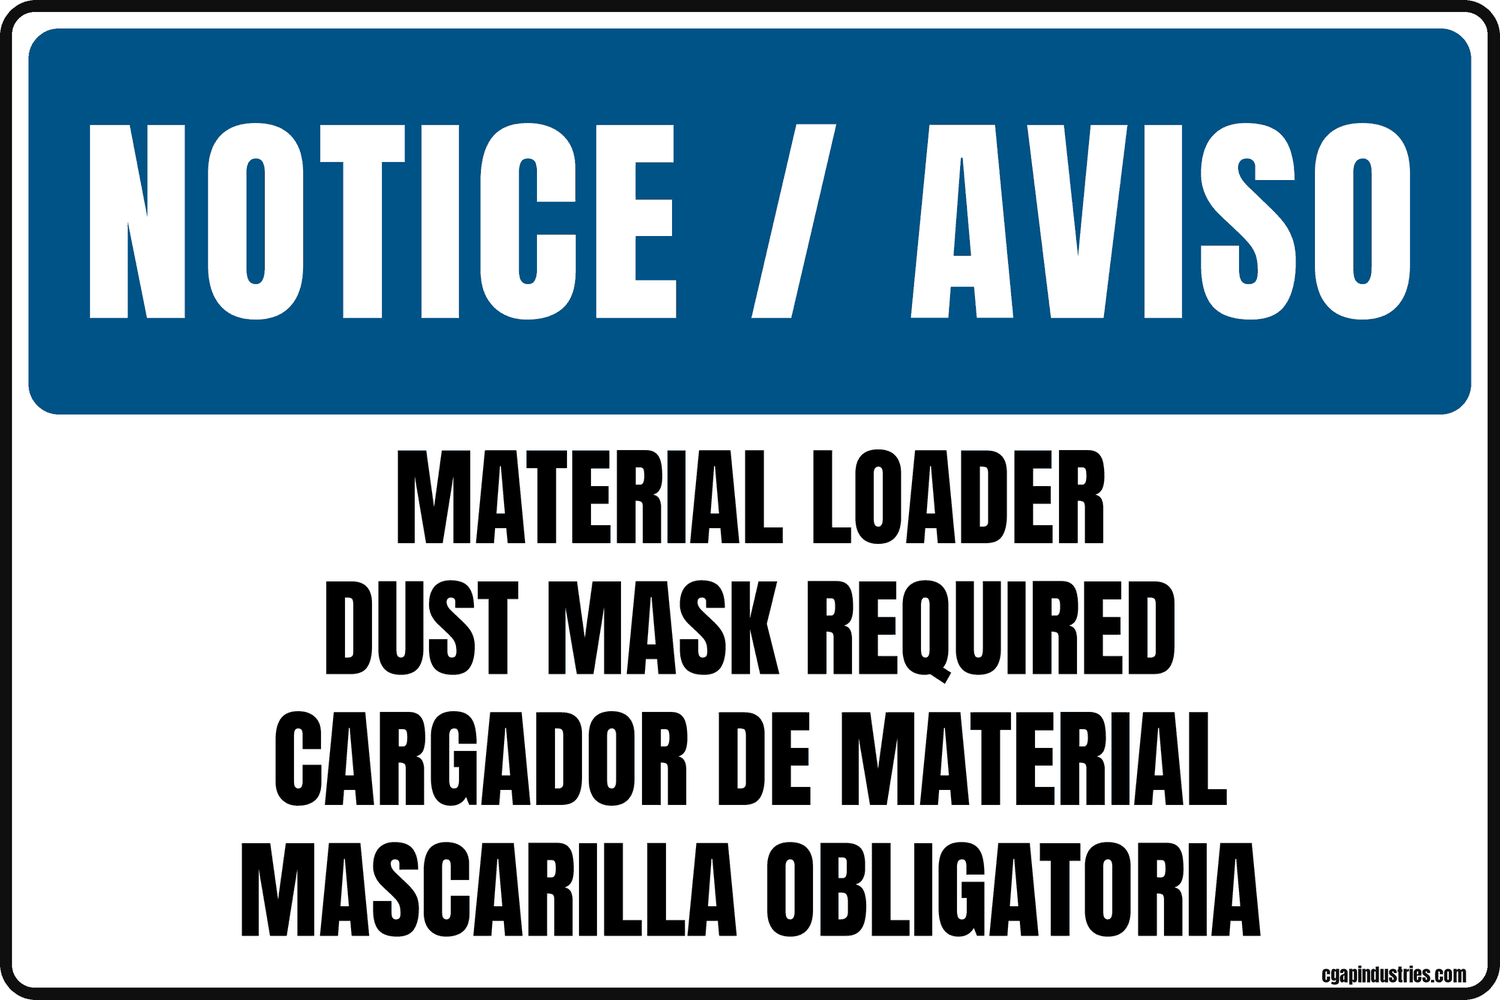 NOTICE / AVISO
MATERIAL LOADER
DUST MASK REQUIRED
CARGADOR DE MATERIAL
MASCARILLA OBLIGATORIA
cgapindustries.com